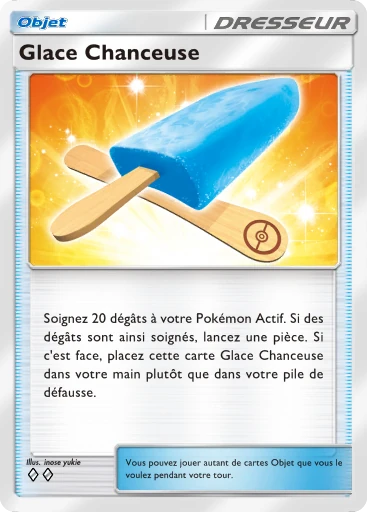 Objet
DRESSEUR
Glace Chanceuse
Soignez 20 dégâts à votre Pokémon Actif. Si des
dégâts sont ainsi soignés, lancez une pièce. Si
c'est face, placez cette carte Glace Chanceuse
dans votre main plutôt que dans votre pile de
défausse.
Illus. inose yukie
Vous pouvez jouer autant de cartes Objet que vous le
voulez pendant votre tour.